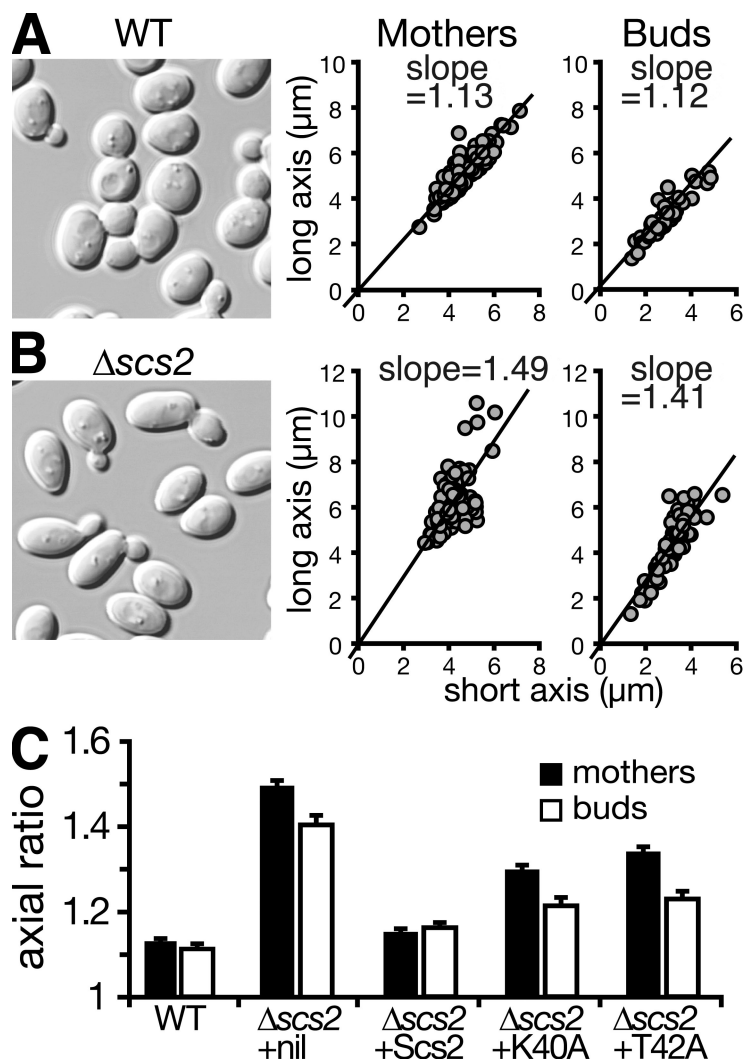 A
WT
Mothers
Buds
slope
=1.13
slope
=1.12
long axis (µm)
10
8
6
4
2
0
0 2 4 6 8
10
8
6
4
2
0
0 2 4 6
B
Δscs2
slope=1.49
slope
=1.41
long axis (µm)
12
10
8
6
4
2
0
0 2 4 6 8
12
10
8
6
4
2
0
0 2 4 6
short axis (µm)
C
axial ratio
1.6
1.4
1.2
1
mothers
buds
WT
Δscs2
+nil
Δscs2
+Scs2
Δscs2
+K40A
Δscs2
+T42A